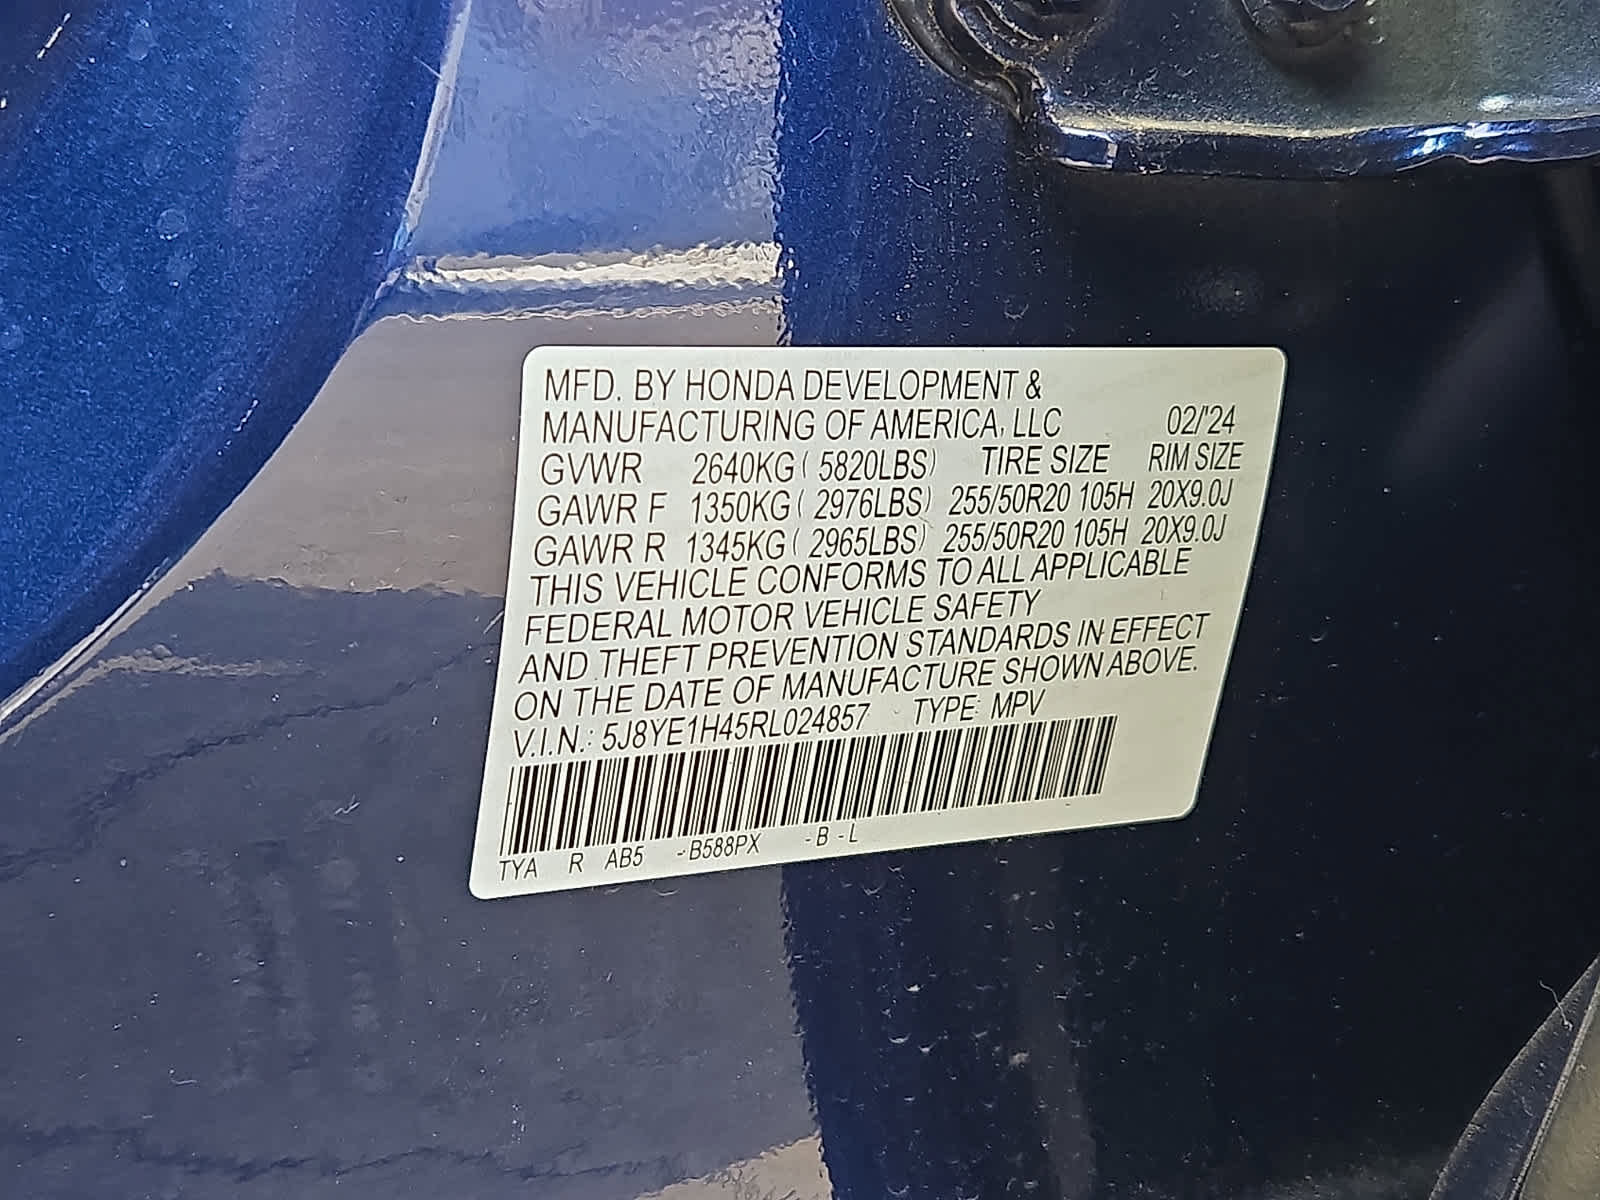 MFD. BY HONDA DEVELOPMENT &
MANUFACTURING OF AMERICA, LLC 02/'24
GVWR 2640KG ( 5820LBS) TIRE SIZE RIM SIZE
GAWR F 1350KG ( 2976LBS) 255/50R20 105H 20X9.0J
GAWR R 1345KG ( 2965LBS) 255/50R20 105H 20X9.0J
THIS VEHICLE CONFORMS TO ALL APPLICABLE
FEDERAL MOTOR VEHICLE SAFETY
AND THEFT PREVENTION STANDARDS IN EFFECT
ON THE DATE OF MANUFACTURE SHOWN ABOVE.
V.I.N.: 5J8YE1H45RL024857 TYPE: MPV
TYA R AB5 -B588PX -B -L